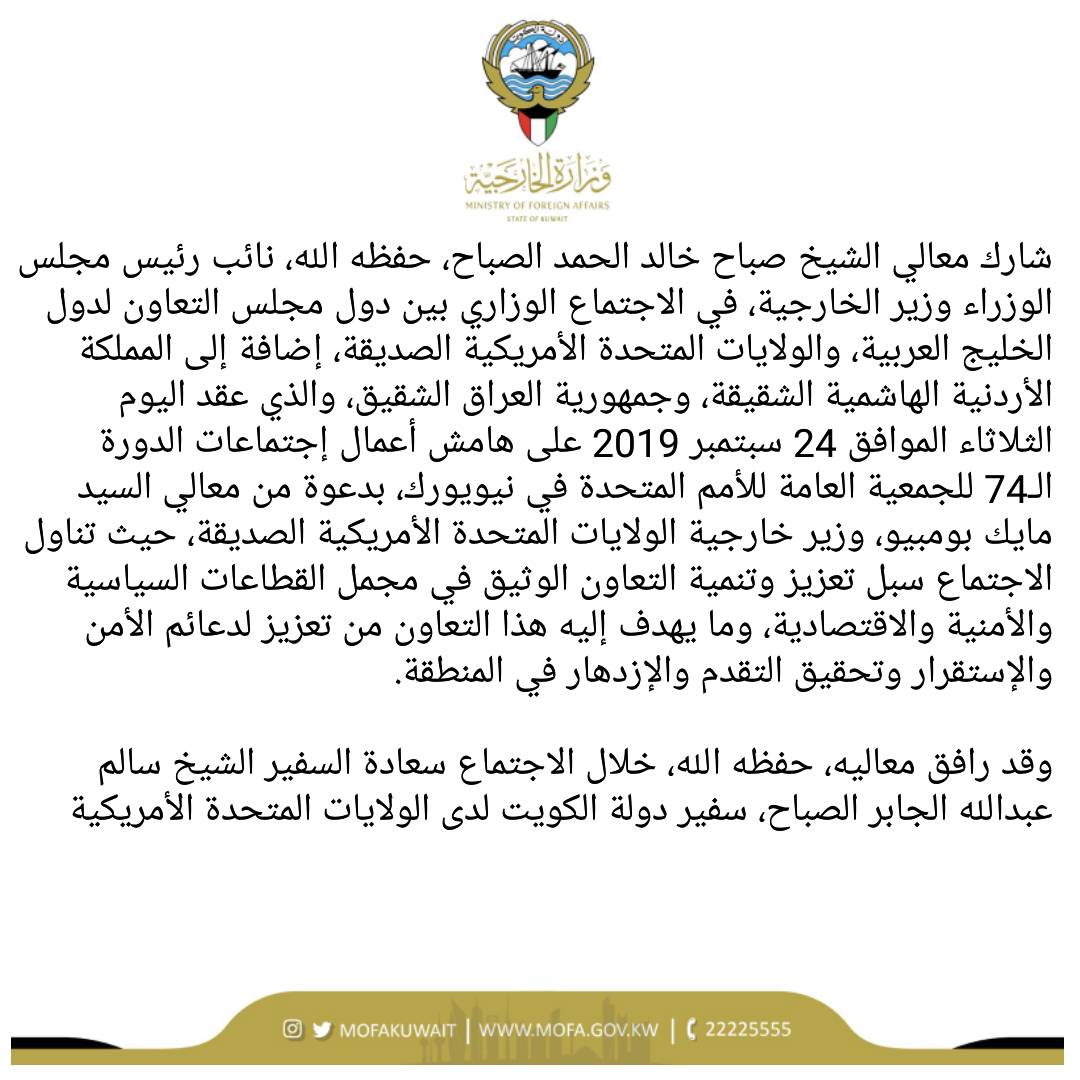 دولة الكويت
وزارة الخارجية
MINISTRY OF FOREIGN AFFAIRS
STATE OF KUWAIT
شارك معالي الشيخ صباح خالد الحمد الصباح، حفظه الله، نائب رئيس مجلس
الوزراء وزير الخارجية، في الاجتماع الوزاري بين دول مجلس التعاون لدول
الخليج العربية، والولايات المتحدة الأمريكية الصديقة، إضافة إلى المملكة
الأردنية الهاشمية الشقيقة، وجمهورية العراق الشقيق، والذي عقد اليوم
الثلاثاء الموافق 24 سبتمبر 2019 على هامش أعمال إجتماعات الدورة
الـ74 للجمعية العامة للأمم المتحدة في نيويورك، بدعوة من معالي السيد
مايك بومبيو، وزير خارجية الولايات المتحدة الأمريكية الصديقة، حيث تناول
الاجتماع سبل تعزيز وتنمية التعاون الوثيق في مجمل القطاعات السياسية
والأمنية والاقتصادية، وما يهدف إليه هذا التعاون من تعزيز لدعائم الأمن
والإستقرار وتحقيق التقدم والإزدهار في المنطقة.
وقد رافق معاليه، حفظه الله، خلال الاجتماع سعادة السفير الشيخ سالم
عبدالله الجابر الصباح، سفير دولة الكويت لدى الولايات المتحدة الأمريكية
MOFAKUWAIT | WWW.MOFA.GOV.KW | 22225555